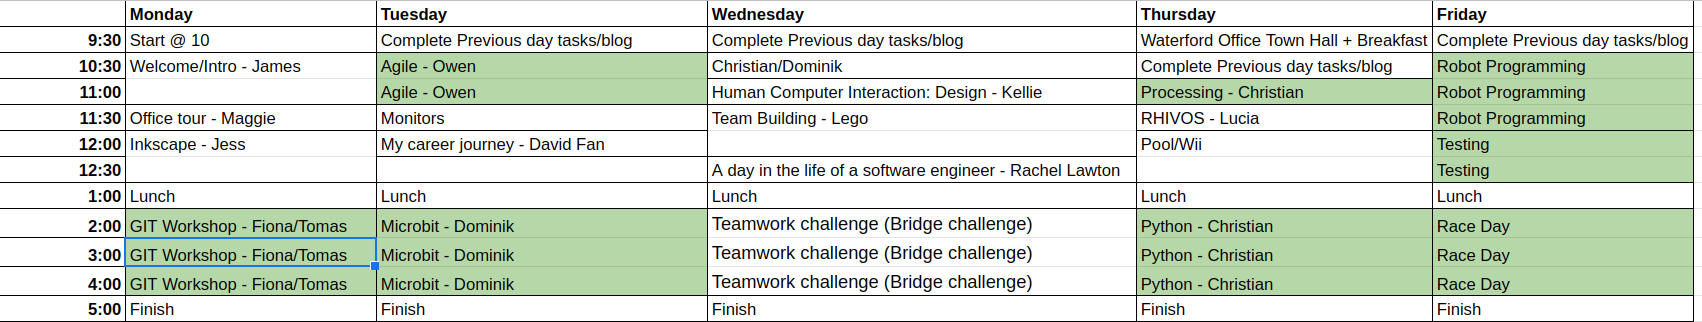 Monday Tuesday Wednesday Thursday Friday
9:30 Start @ 10 Complete Previous day tasks/blog Complete Previous day tasks/blog Waterford Office Town Hall + Breakfast Complete Previous day tasks/blog
10:30 Welcome/Intro - James Agile - Owen Christian/Dominik Complete Previous day tasks/blog Robot Programming
11:00 Agile - Owen Human Computer Interaction: Design - Kellie Processing - Christian Robot Programming
11:30 Office tour - Maggie Monitors Team Building - Lego RHIVOS - Lucia Robot Programming
12:00 Inkscape - Jess My career journey - David Fan Pool/Wii Testing
12:30 A day in the life of a software engineer - Rachel Lawton Testing
1:00 Lunch Lunch Lunch Lunch Lunch
2:00 GIT Workshop - Fiona/Tomas Microbit - Dominik Teamwork challenge (Bridge challenge) Python - Christian Race Day
3:00 GIT Workshop - Fiona/Tomas Microbit - Dominik Teamwork challenge (Bridge challenge) Python - Christian Race Day
4:00 GIT Workshop - Fiona/Tomas Microbit - Dominik Teamwork challenge (Bridge challenge) Python - Christian Race Day
5:00 Finish Finish Finish Finish Finish